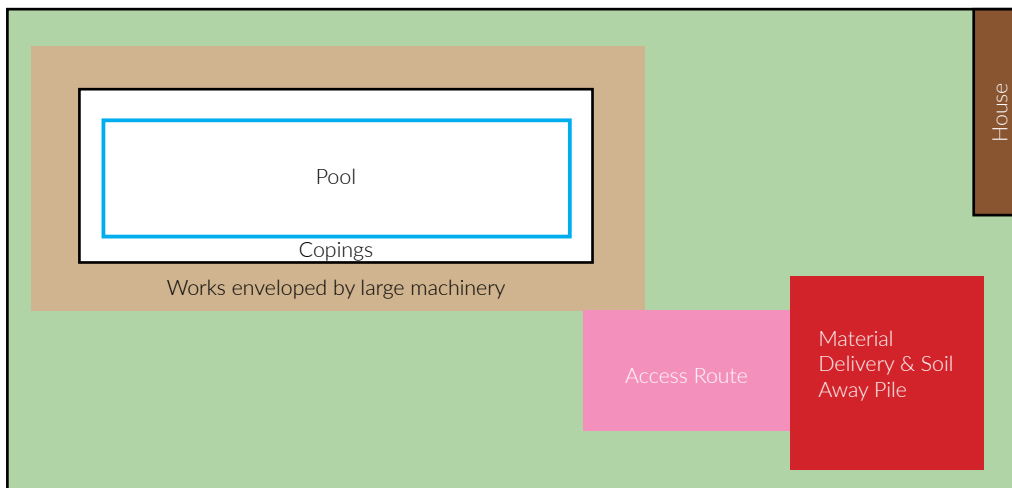 House
Pool
Copings
Works enveloped by large machinery
Material
Delivery & Soil
Away Pile
Access Route